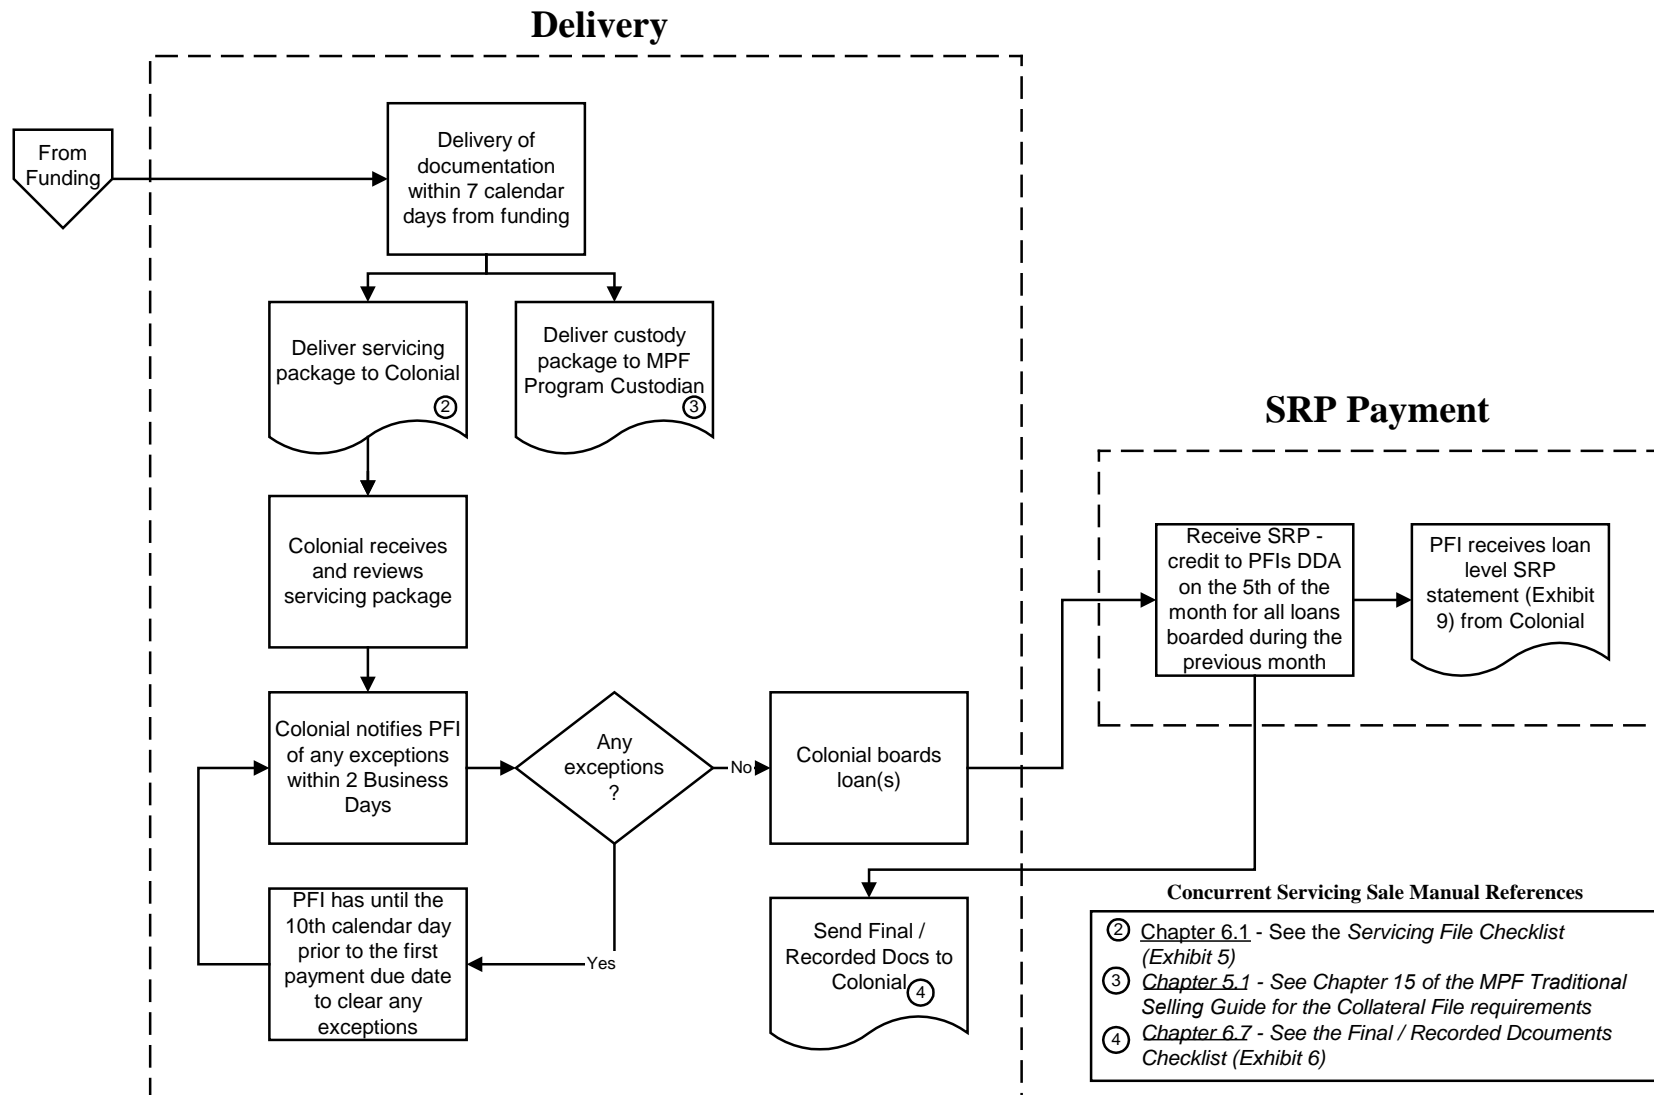 Delivery
From
Funding
Delivery of
documentation
within 7 calendar
days from funding
Deliver servicing
package to Colonial
2
Deliver custody
package to MPF
Program Custodian
3
Colonial receives
and reviews
servicing package
Colonial notifies PFI
of any exceptions
within 2 Business
Days
Any
exceptions
?
No
Yes
PFI has until the
10th calendar day
prior to the first
payment due date
to clear any
exceptions
Colonial boards
loan(s)
SRP Payment
Receive SRP -
credit to PFIs DDA
on the 5th of the
month for all loans
boarded during the
previous month
PFI receives loan
level SRP
statement (Exhibit
9) from Colonial
Send Final /
Recorded Docs to
Colonial
4
Concurrent Servicing Sale Manual References
2 Chapter 6.1 - See the Servicing File Checklist
(Exhibit 5)
3 Chapter 5.1 - See Chapter 15 of the MPF Traditional
Selling Guide for the Collateral File requirements
4 Chapter 6.7 - See the Final / Recorded Dcouments
Checklist (Exhibit 6)